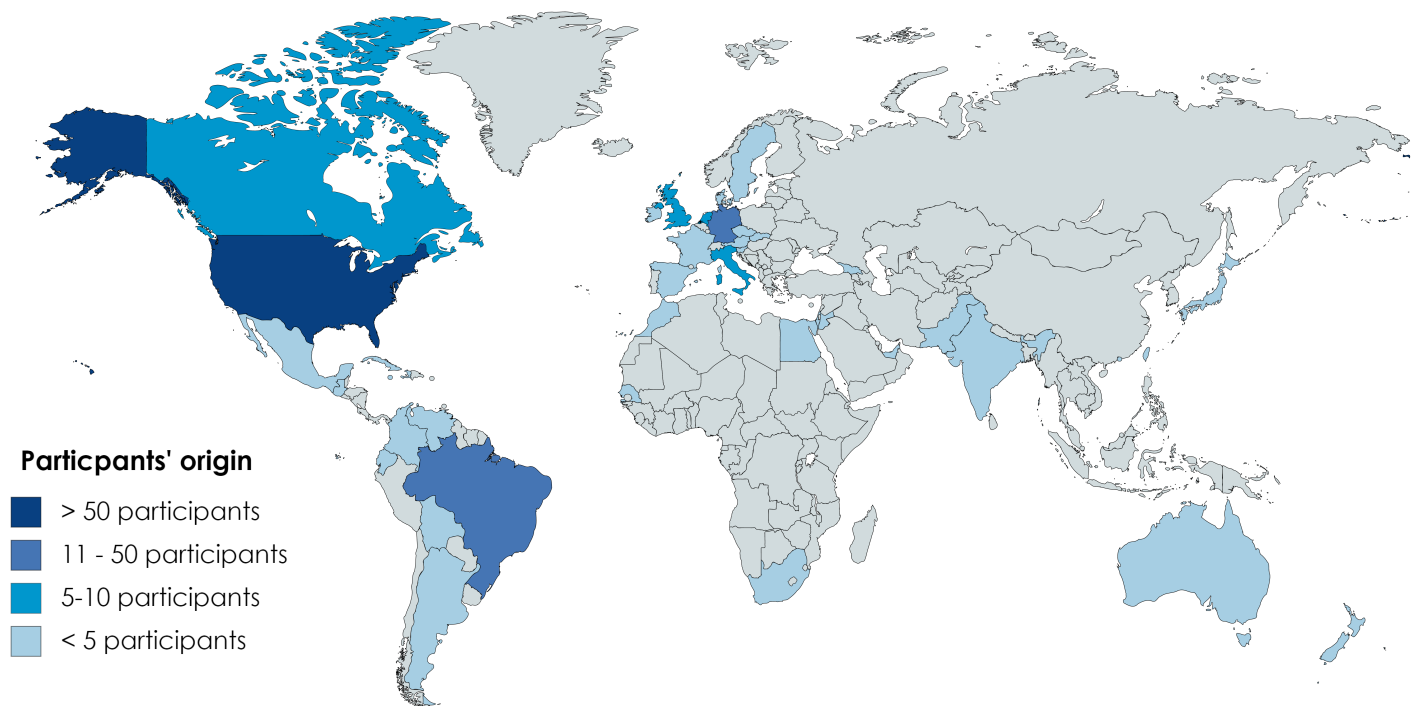 Particpants' origin
> 50 participants
11 - 50 participants
5-10 participants
< 5 participants